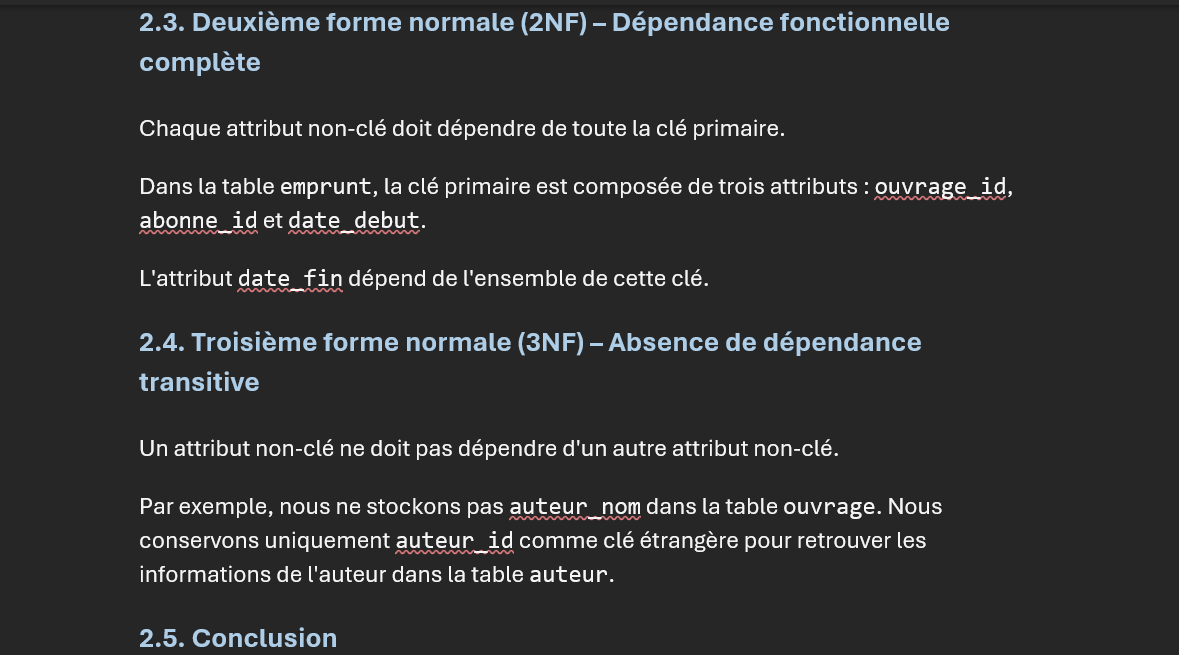 2.3. Deuxième forme normale (2NF) – Dépendance fonctionnelle
complète
Chaque attribut non-clé doit dépendre de toute la clé primaire.
Dans la table emprunt, la clé primaire est composée de trois attributs : ouvrage_id,
abonne_id et date_debut.
L'attribut date_fin dépend de l'ensemble de cette clé.
2.4. Troisième forme normale (3NF) – Absence de dépendance
transitive
Un attribut non-clé ne doit pas dépendre d'un autre attribut non-clé.
Par exemple, nous ne stockons pas auteur_nom dans la table ouvrage. Nous
conservons uniquement auteur_id comme clé étrangère pour retrouver les
informations de l'auteur dans la table auteur.
2.5. Conclusion